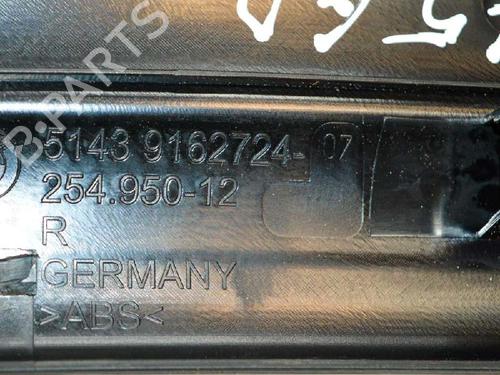 5143 9162724- 07
254.950-12
R
GERMANY
>ABS<
B-PARTS